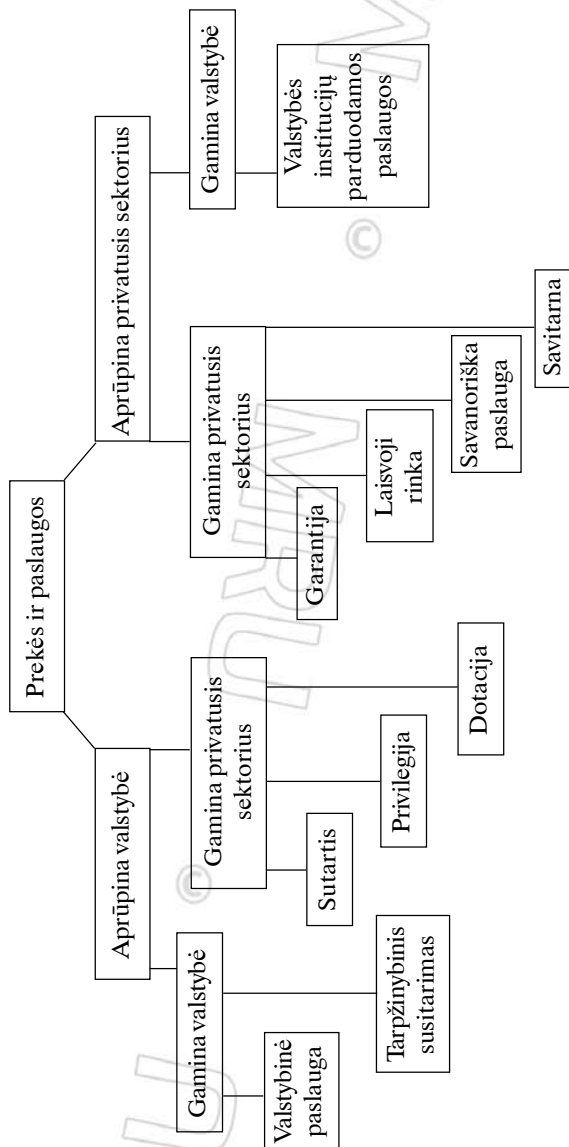 Prekės ir paslaugos
Aprūpina valstybė
Aprūpina privatusis sektorius
Gamina valstybė
Gamina privatusis
sektorius
Gamina privatusis
sektorius
Gamina valstybė
Valstybinė
paslauga
Tarpžinybinis
susitarimas
Sutartis
Privilegija
Dotacija
Garantija
Laisvoji
rinka
Savanoriška
paslauga
Savitarna
Valstybės
institucijų
parduodamos
paslaugos
©
MRU
©